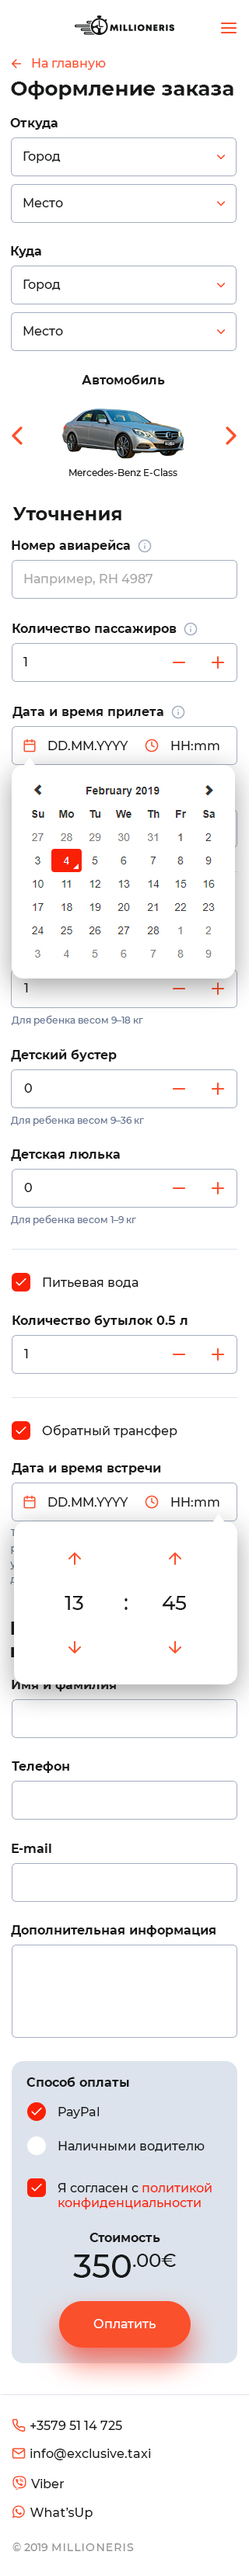 MILLIONERIS
На главную
Оформление заказа
Откуда
Город
Место
Куда
Город
Место
Автомобиль
Mercedes-Benz E-Class
Уточнения
Номер авиарейса
Например, RH 4987
Количество пассажиров
1
Дата и время прилета
DD.MM.YYYY HH:mm
February 2019
Su Mo Tu We Th Fr Sa
27 28 29 30 31 1 2
3 4 5 6 7 8 9
10 11 12 13 14 15 16
17 18 19 20 21 22 23
24 25 26 27 28 1 2
3 4 5 6 7 8 9
1
Для ребенка весом 9–18 кг
Детский бустер
0
Для ребенка весом 9–36 кг
Детская люлька
0
Для ребенка весом 1–9 кг
Питьевая вода
Количество бутылок 0.5 л
1
Обратный трансфер
Дата и время встречи
DD.MM.YYYY HH:mm
13 : 45
Имя и фамилия
Телефон
E-mail
Дополнительная информация
Способ оплаты
PayPal
Наличными водителю
Я согласен с политикой
конфиденциальности
Стоимость
350.00€
Оплатить
+3579 51 14 725
info@exclusive.taxi
Viber
What’sUp
© 2019 MILLIONERIS